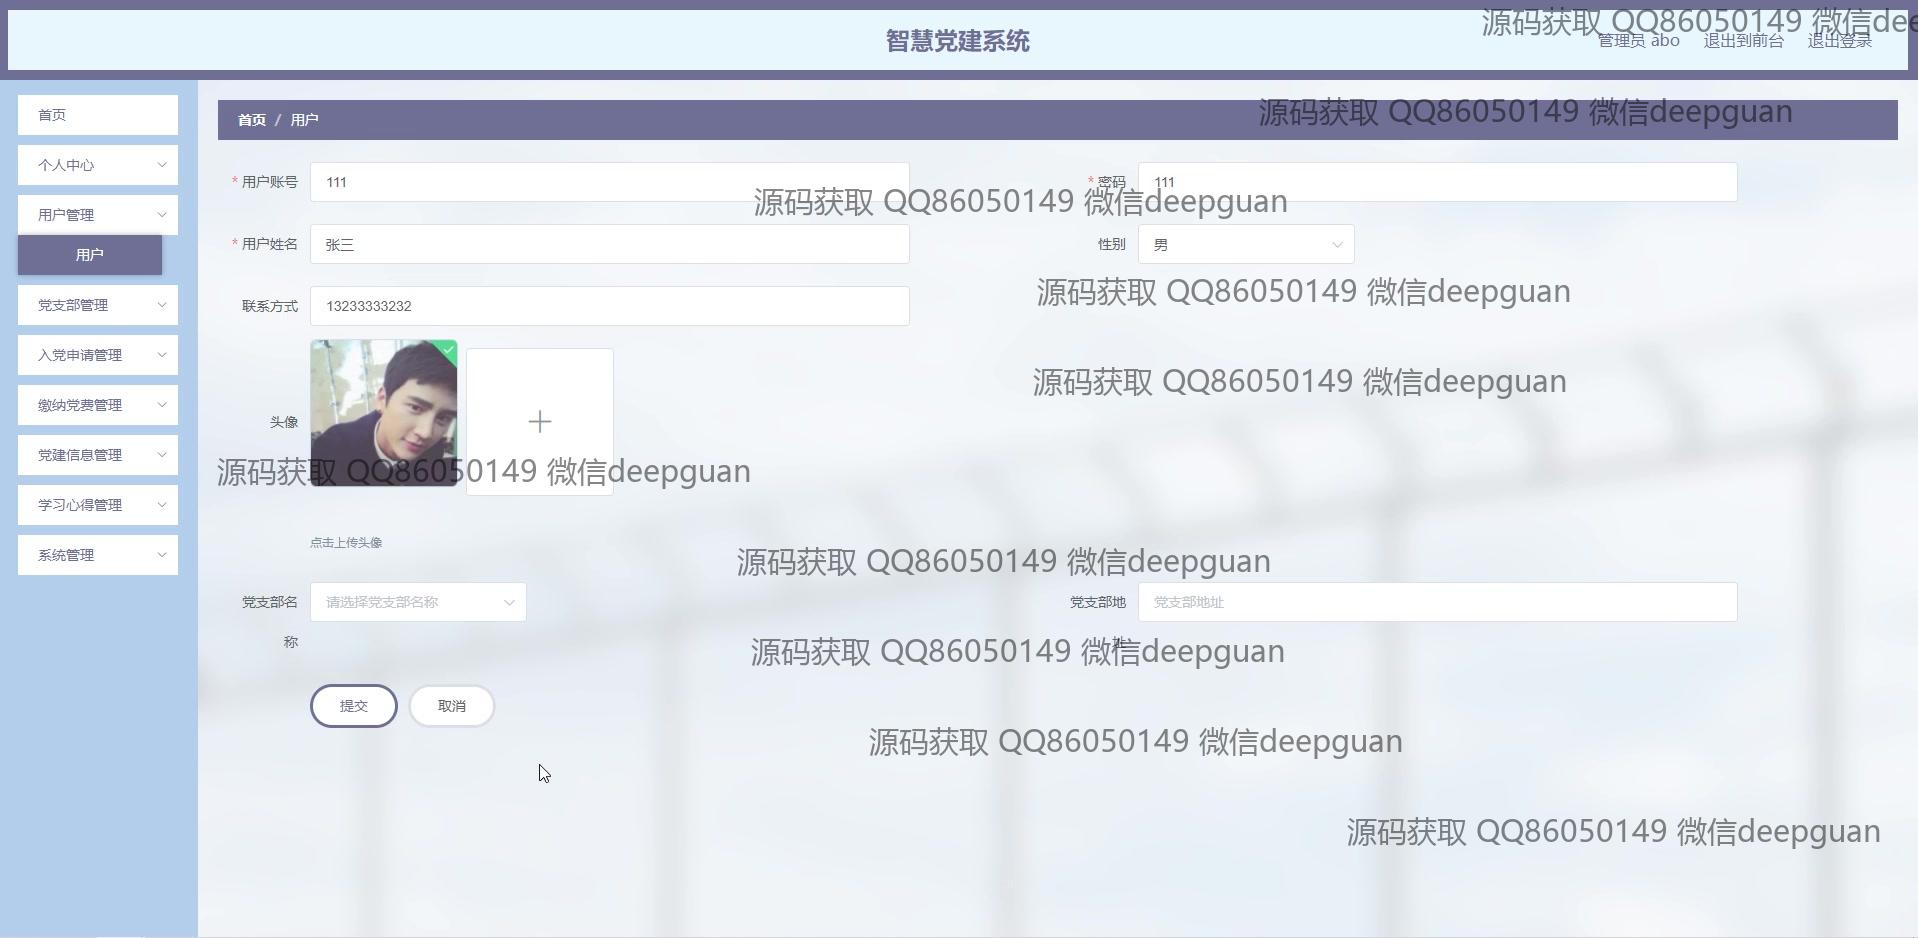 智慧党建系统
源码获取 QQ86050149 微信dee
管理员 abo 退出到前台 退出登录
首页
个人中心
用户管理
用户
党支部管理
入党申请管理
缴纳党费管理
党建信息管理
学习心得管理
系统管理
首页 / 用户
源码获取 QQ86050149 微信deepguan
* 用户账号 111
* 密码 111
源码获取 QQ86050149 微信deepguan
* 用户姓名 张三
性别 男
源码获取 QQ86050149 微信deepguan
联系方式 13233333232
源码获取 QQ86050149 微信deepguan
头像
源码获取 QQ86050149 微信deepguan
点击上传头像
源码获取 QQ86050149 微信deepguan
党支部名 请选择党支部名称
称
党支部地 党支部地址
址
源码获取 QQ86050149 微信deepguan
提交 取消
源码获取 QQ86050149 微信deepguan
源码获取 QQ86050149 微信deepguan